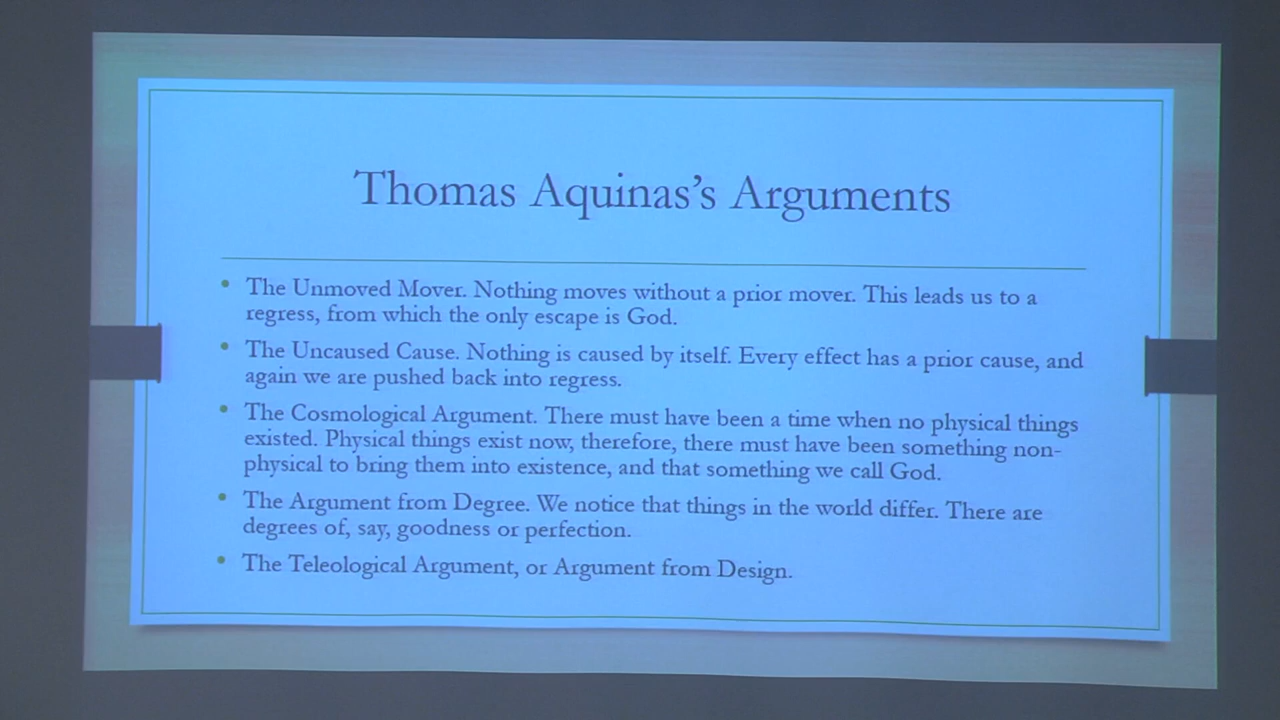 Thomas Aquinas's Arguments
• The Unmoved Mover. Nothing moves without a prior mover. This leads us to a
regress, from which the only escape is God.
• The Uncaused Cause. Nothing is caused by itself. Every effect has a prior cause, and
again we are pushed back into regress.
• The Cosmological Argument. There must have been a time when no physical things
existed. Physical things exist now, therefore, there must have been something non-
physical to bring them into existence, and that something we call God.
• The Argument from Degree. We notice that things in the world differ. There are
degrees of, say, goodness or perfection.
• The Teleological Argument, or Argument from Design.